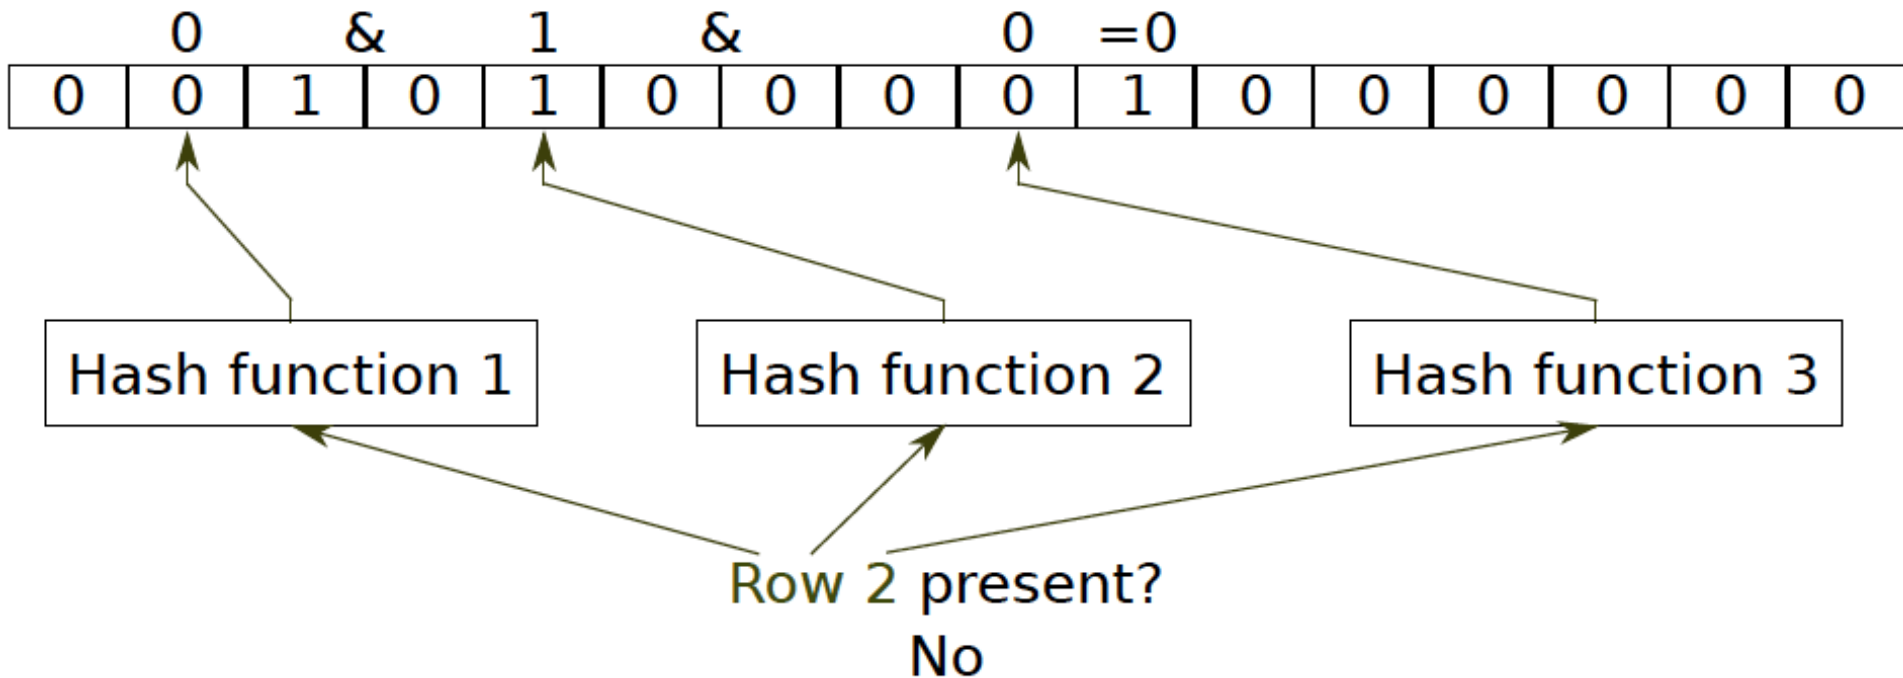 0 & 1 & 0 =0
0 0 1 0 1 0 0 0 0 1 0 0 0 0 0 0
Hash function 1 Hash function 2 Hash function 3
Row 2 present?
No